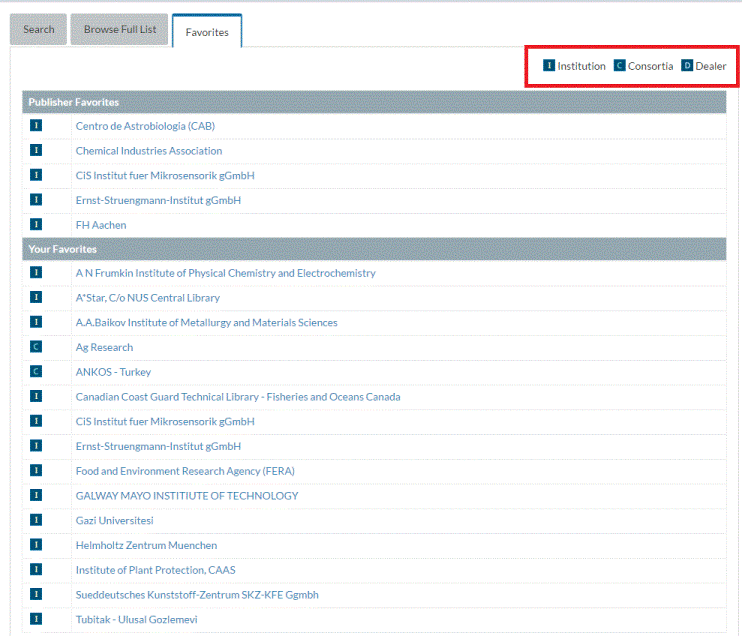 Search Browse Full List Favorites
I Institution C Consortia D Dealer
Publisher Favorites
I Centro de Astrobiología (CAB)
I Chemical Industries Association
I CiS Institut fuer Mikrosensorik gGmbH
I Ernst-Struengmann-Institut gGmbH
I FH Aachen
Your Favorites
I A N Frumkin Institute of Physical Chemistry and Electrochemistry
I A*Star, C/o NUS Central Library
I A.A.Baikov Institute of Metallurgy and Materials Sciences
C Ag Research
C ANKOS - Turkey
I Canadian Coast Guard Technical Library - Fisheries and Oceans Canada
I CiS Institut fuer Mikrosensorik gGmbH
I Ernst-Struengmann-Institut gGmbH
I Food and Environment Research Agency (FERA)
I GALWAY MAYO INSTITIUTE OF TECHNOLOGY
I Gazi Universitesi
I Helmholtz Zentrum Muenchen
I Institute of Plant Protection, CAAS
I Sueddeutsches Kunststoff-Zentrum SKZ-KFE Ggmbh
I Tubitak - Ulusal Gozlemevi